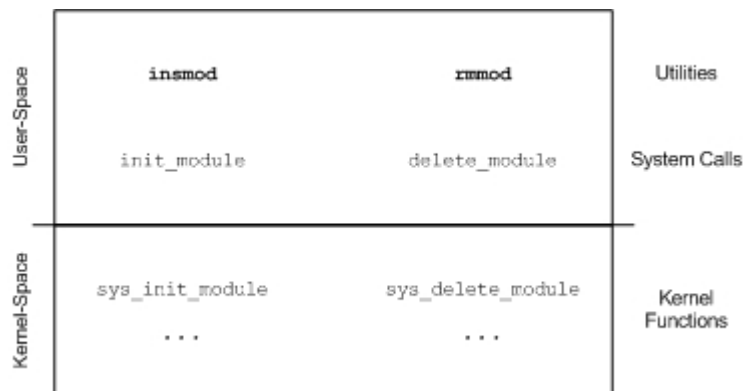 User-Space
insmod rmmod Utilities
init_module delete_module System Calls
Kernel-Space
sys_init_module sys_delete_module Kernel
Functions
... ...